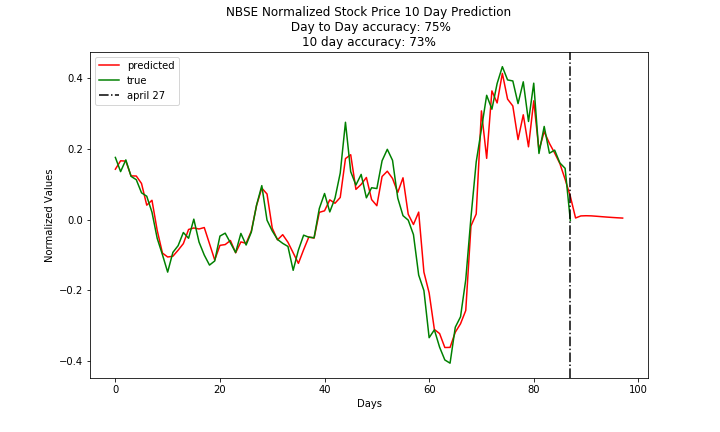 NBSE Normalized Stock Price 10 Day Prediction
Day to Day accuracy: 75%
10 day accuracy: 73%
predicted
true
april 27
Normalized Values
0.4
0.2
0.0
−0.2
−0.4
0 20 40 60 80 100
Days